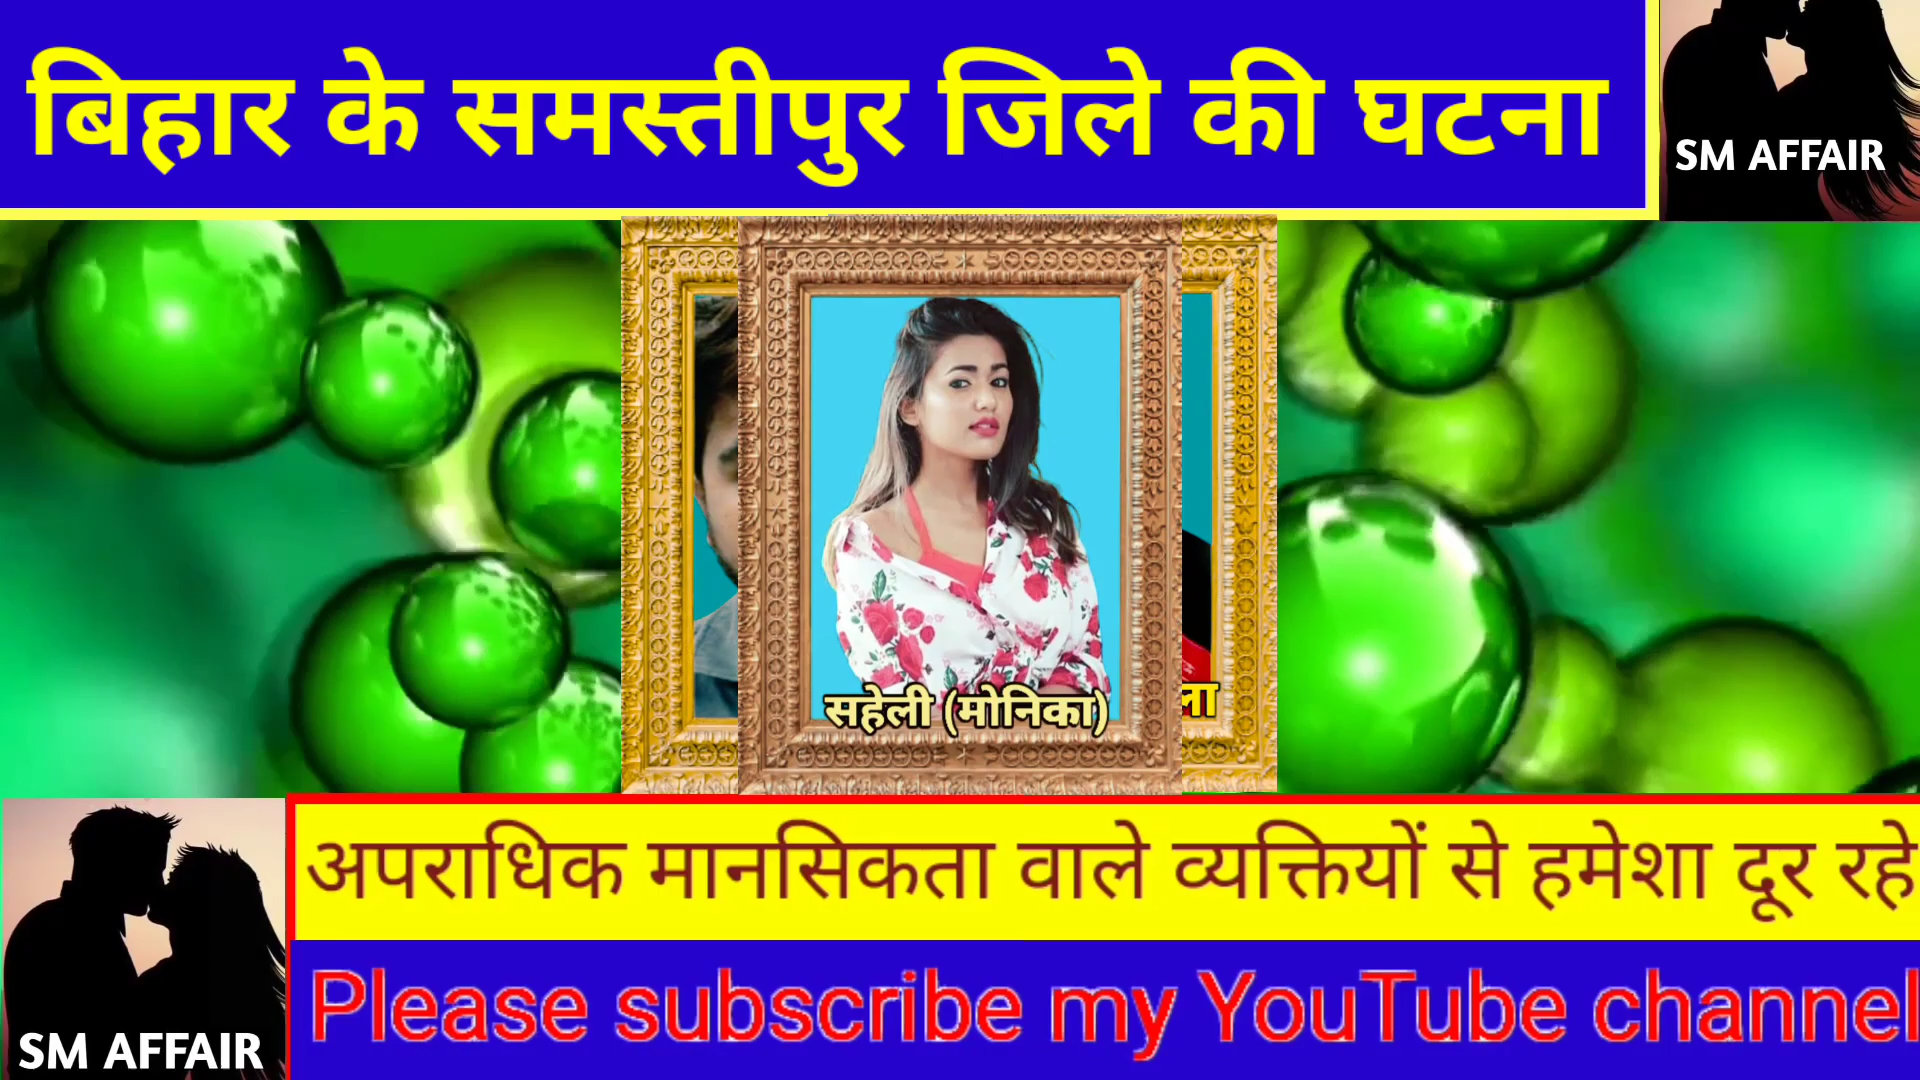 बिहार के समस्तीपुर जिले की घटना
SM AFFAIR
सहेली (मोनिका)
ला
अपराधिक मानसिकता वाले व्यक्तियों से हमेशा दूर रहे
Please subscribe my YouTube channel
SM AFFAIR